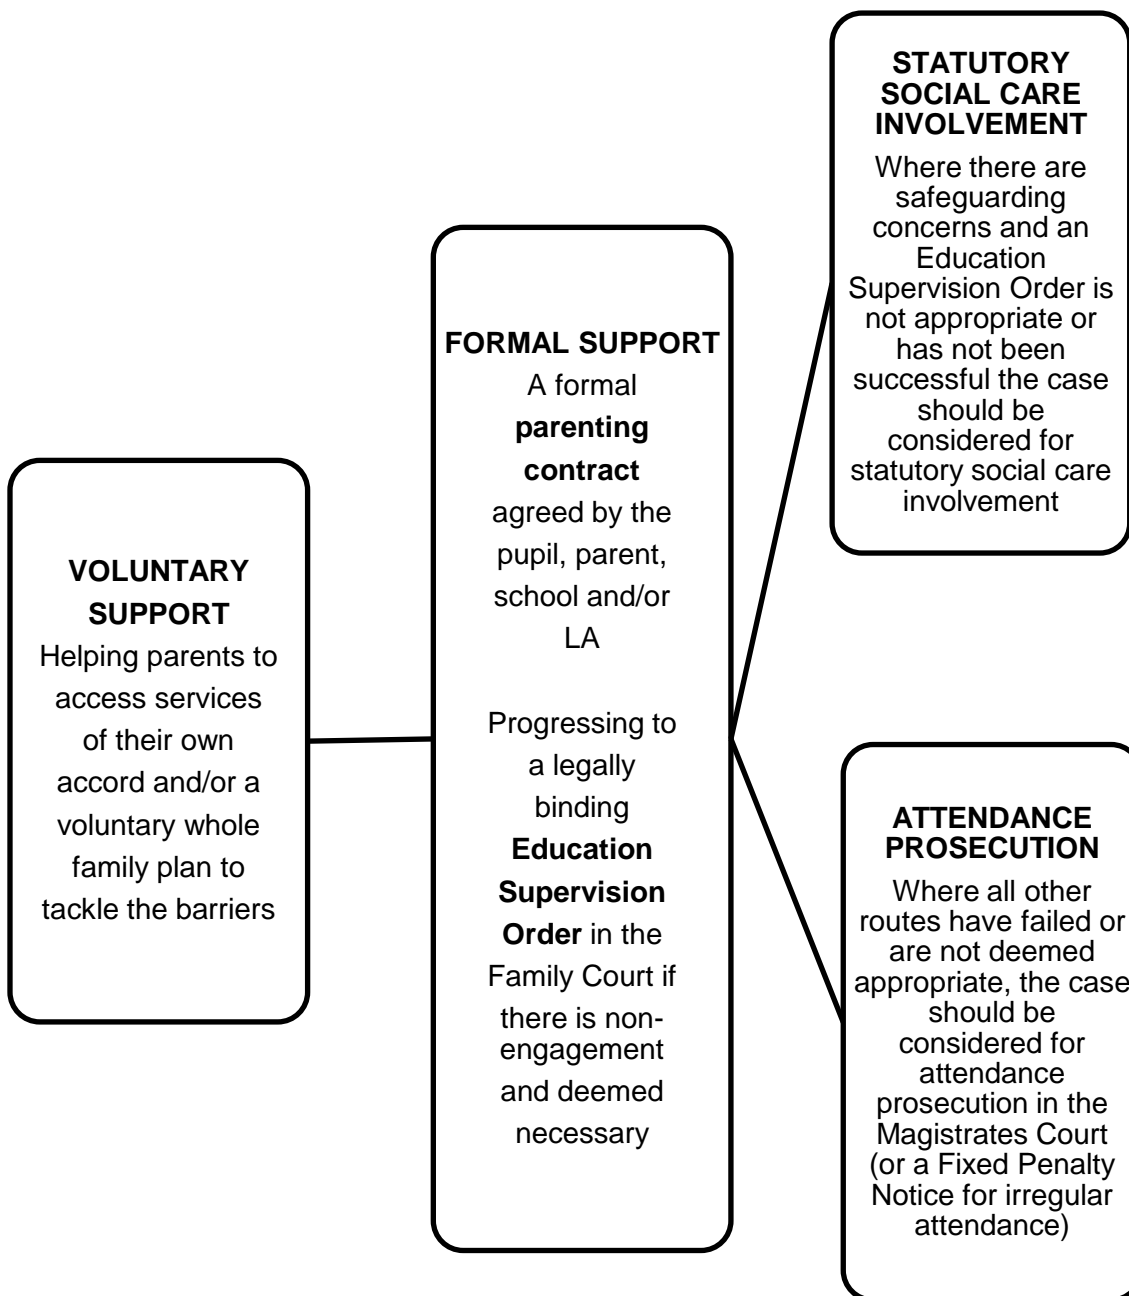 VOLUNTARY
SUPPORT
Helping parents to
access services
of their own
accord and/or a
voluntary whole
family plan to
tackle the barriers
FORMAL SUPPORT
A formal
parenting
contract
agreed by the
pupil, parent,
school and/or
LA
Progressing to
a legally
binding
Education
Supervision
Order in the
Family Court if
there is non-
engagement
and deemed
necessary
STATUTORY
SOCIAL CARE
INVOLVEMENT
Where there are
safeguarding
concerns and an
Education
Supervision Order is
not appropriate or
has not been
successful the case
should be
considered for
statutory social care
involvement
ATTENDANCE
PROSECUTION
Where all other
routes have failed or
are not deemed
appropriate, the case
should be
considered for
attendance
prosecution in the
Magistrates Court
(or a Fixed Penalty
Notice for irregular
attendance)